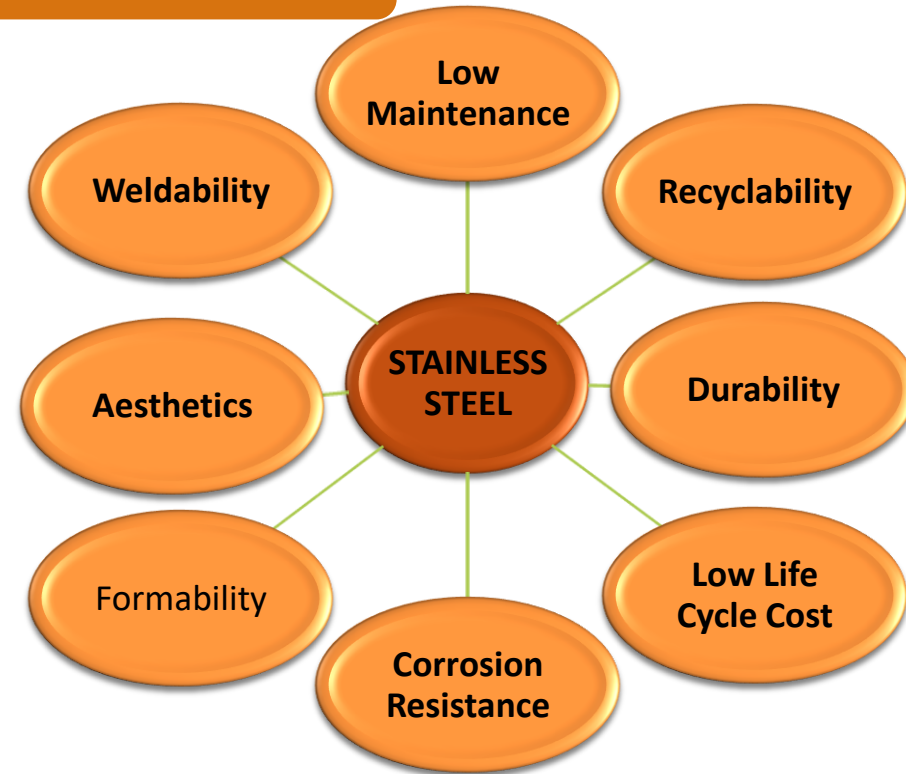 Low
Maintenance
Weldability
Recyclability
STAINLESS
STEEL
Aesthetics
Durability
Formability
Low Life
Cycle Cost
Corrosion
Resistance